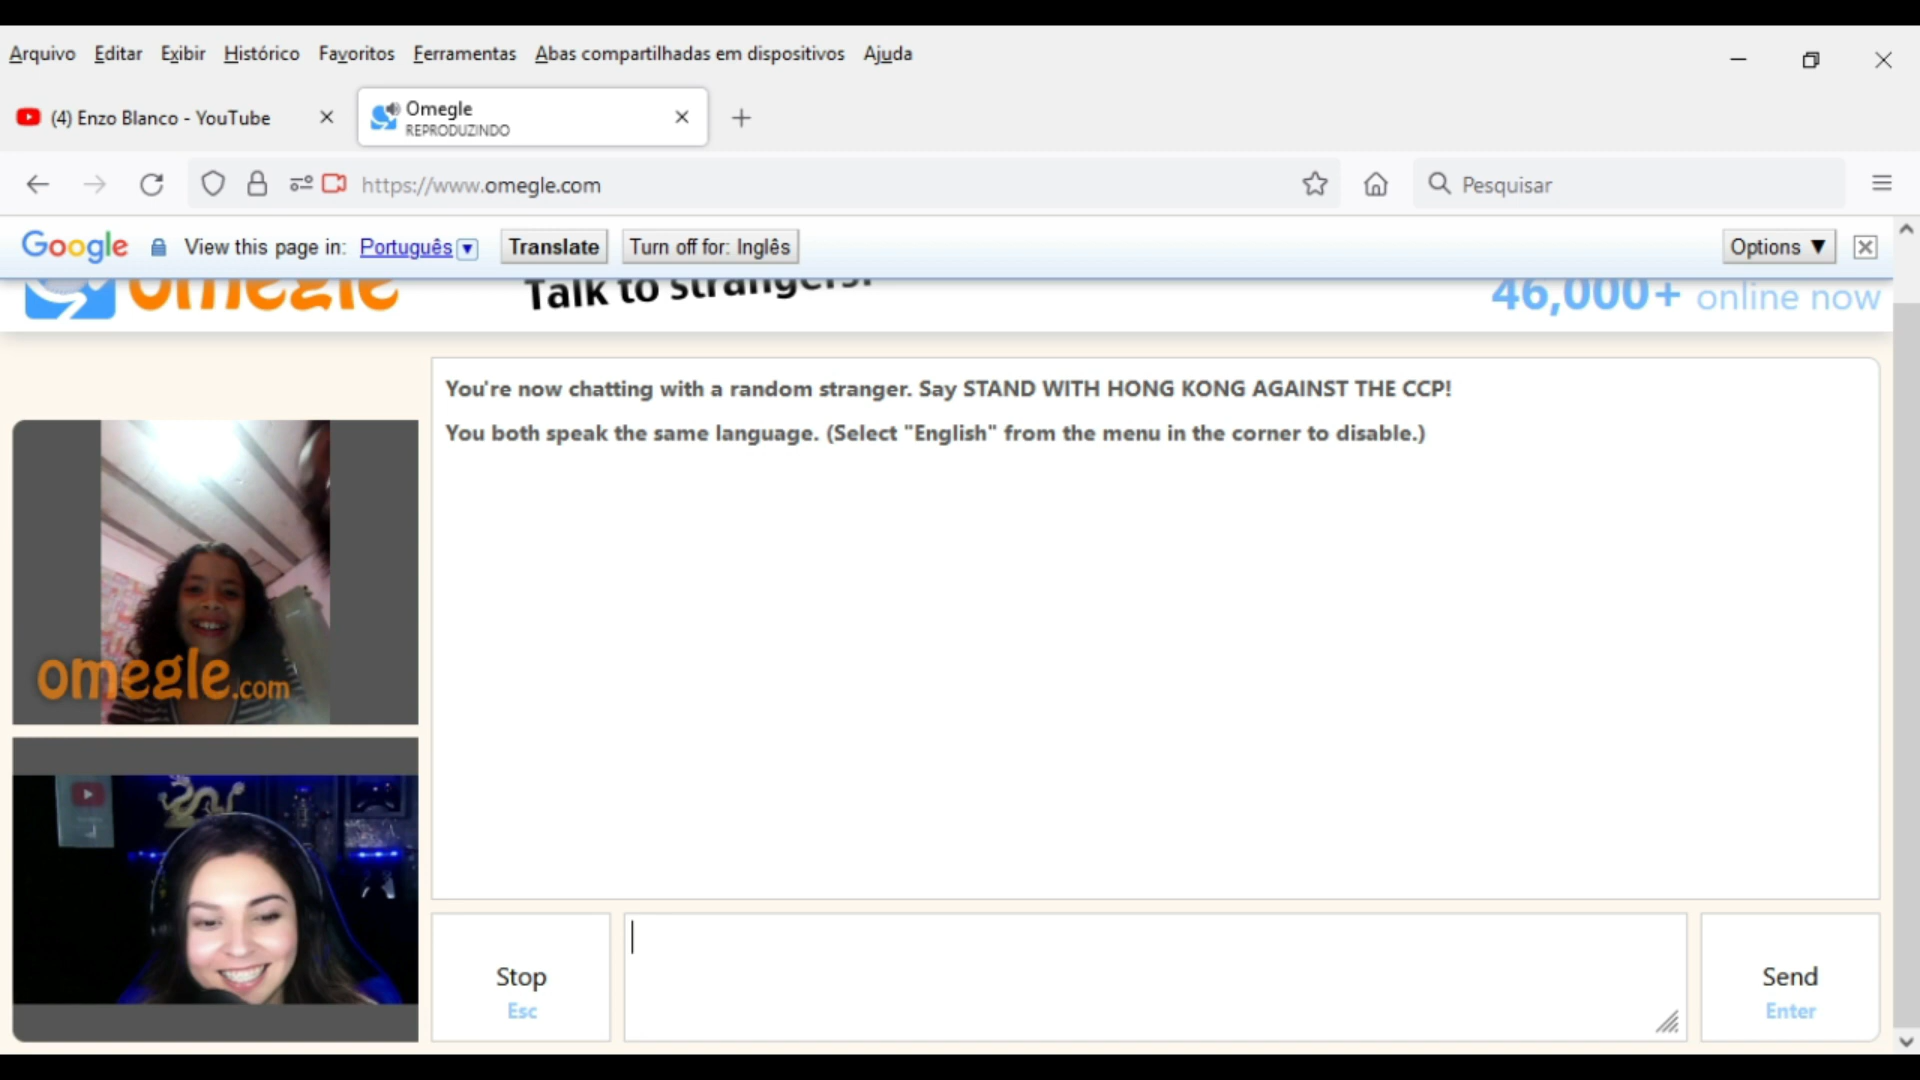 Arquivo Editar Exibir Histórico Favoritos Ferramentas Abas compartilhadas em dispositivos Ajuda
(4) Enzo Blanco - YouTube
Omegle
REPRODUZINDO
https://www.omegle.com
Pesquisar
Google View this page in: Português Translate Turn off for: Inglês Options ▼
omegle Talk to strangers! 46,000+ online now
You're now chatting with a random stranger. Say STAND WITH HONG KONG AGAINST THE CCP!
You both speak the same language. (Select "English" from the menu in the corner to disable.)
omegle.com
Stop
Esc
Send
Enter